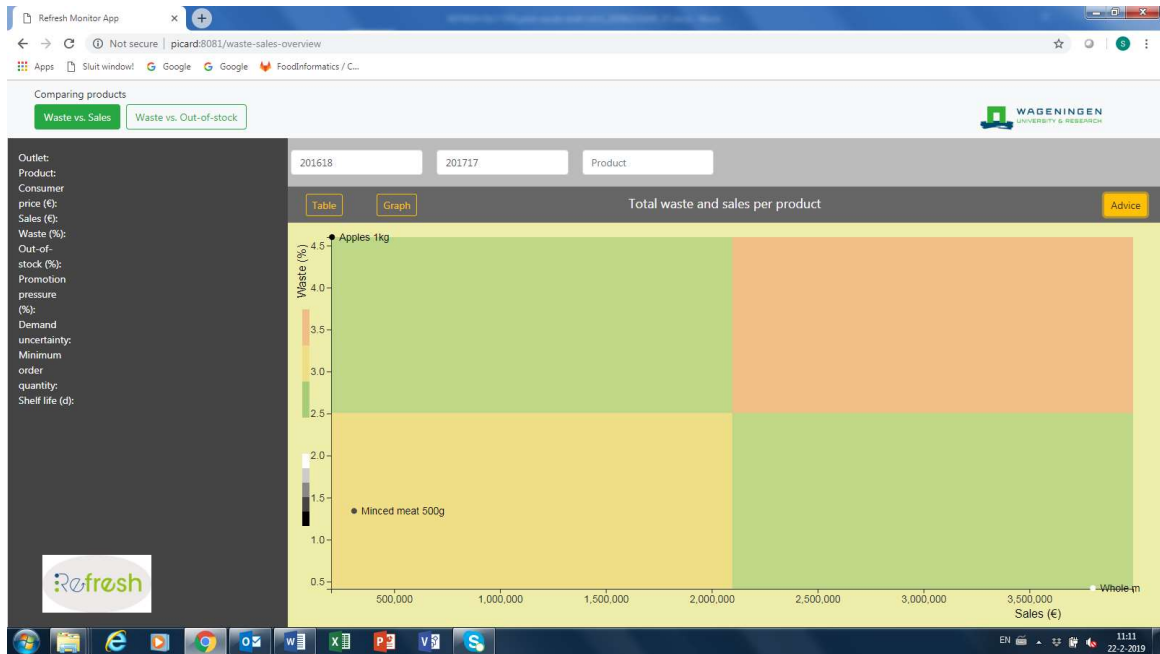 Refresh Monitor App
Not secure | picard:8081/waste-sales-overview
S
Apps Sluit window! Google Google FoodInformatics / C...
Comparing products
Waste vs. Sales Waste vs. Out-of-stock
WAGENINGEN
UNIVERSITY & RESEARCH
Outlet:
Product:
Consumer
price (€):
Sales (€):
Waste (%):
Out-of-
stock (%):
Promotion
pressure
(%):
Demand
uncertainty:
Minimum
order
quantity:
Shelf life (d):
Refresh
201618 201717 Product
Table Graph Total waste and sales per product Advice
Waste (%)
Apples 1kg
4.5
4.0
3.5
3.0
2.5
2.0
1.5
Minced meat 500g
1.0
0.5
Whole m
500,000 1,000,000 1,500,000 2,000,000 2,500,000 3,000,000 3,500,000
Sales (€)
EN 11:11
22-2-2019